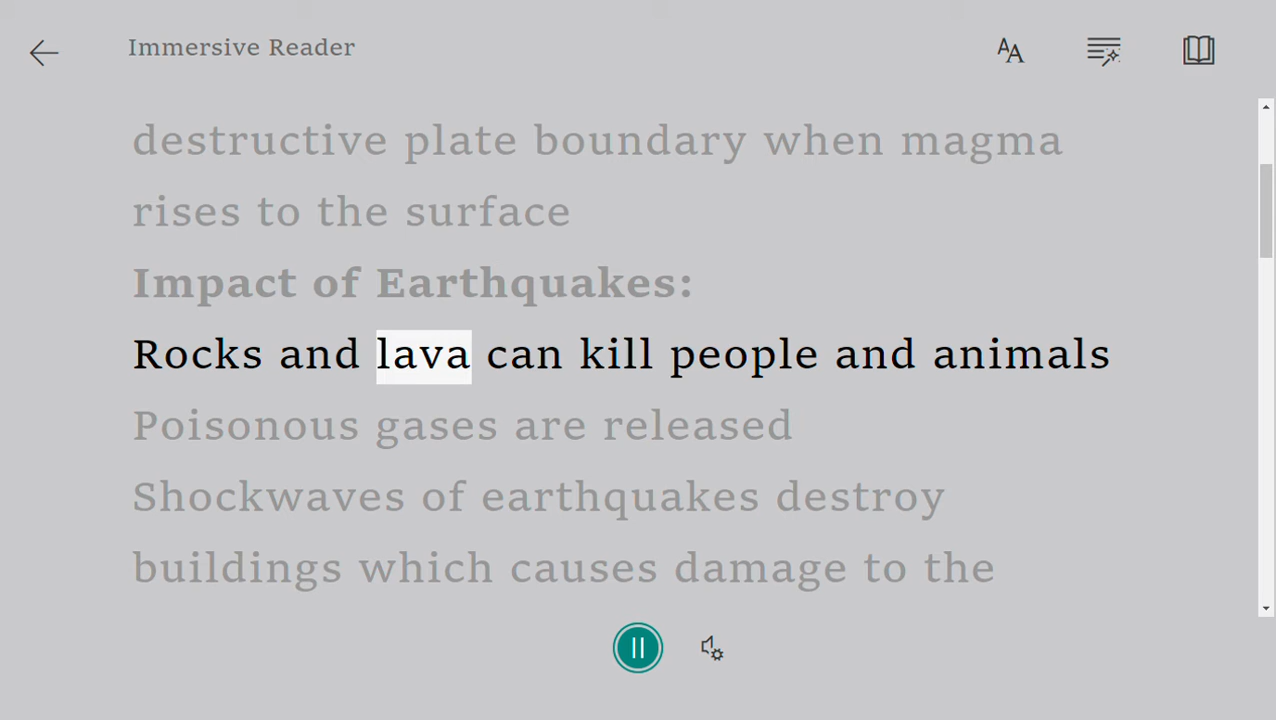 Immersive Reader
destructive plate boundary when magma
rises to the surface
Impact of Earthquakes:
Rocks and lava can kill people and animals
Poisonous gases are released
Shockwaves of earthquakes destroy
buildings which causes damage to the